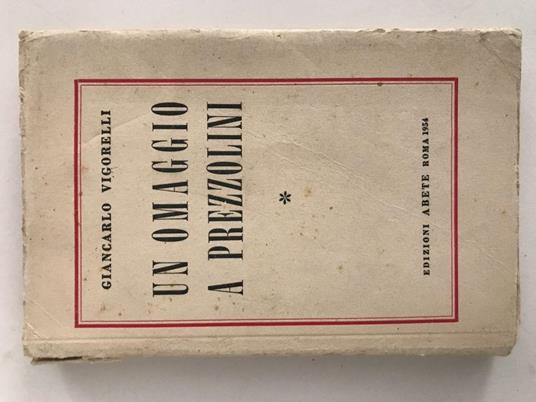 GIANCARLO VIGORELLI
UN OMAGGIO
A PREZZOLINI
*
EDIZIONI ABETE ROMA 1954